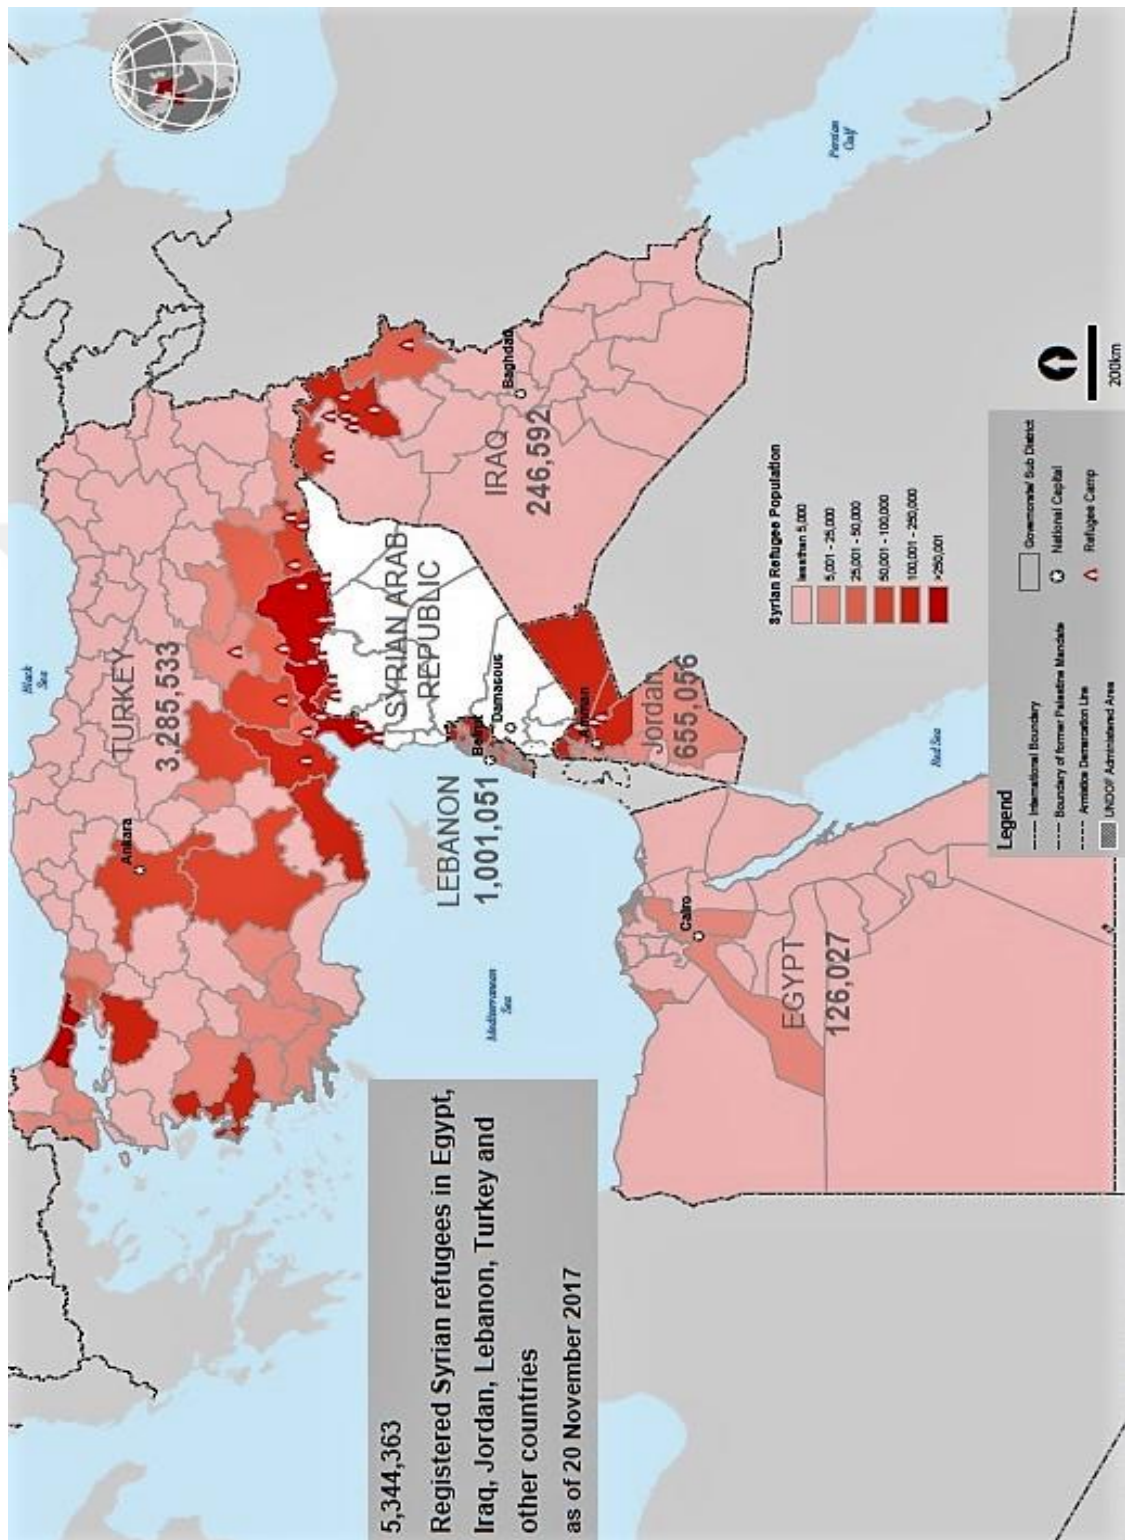 5,344,363
Registered Syrian refugees in Egypt,
Iraq, Jordan, Lebanon, Turkey and
other countries
as of 20 November 2017
Black
Sea
TURKEY
3,285,533
Ankara
LEBANON
1,001,051
Beirut
SYRIAN ARAB
REPUBLIC
Damascus
IRAQ
246,592
Baghdad
Amman
Jordan
655,056
Mediterranean
Sea
Cairo
EGYPT
126,027
Red Sea
Persian
Gulf
Syrian Refugee Population
less than 5,000
5,001 - 25,000
25,001 - 50,000
50,001 - 100,000
100,001 - 250,000
>250,001
Legend
International Boundary
Boundary of former Palestine Mandate
Armistice Demarcation Line
UNDOF Administered Area
Governorate/ Sub District
National Capital
Refugee Camp
200km